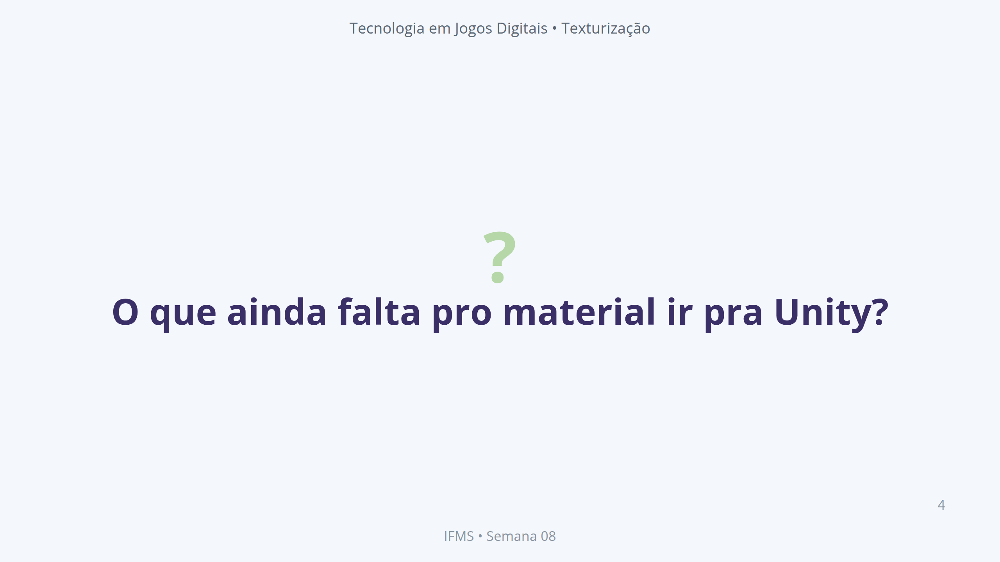 Tecnologia em Jogos Digitais • Texturização
?
O que ainda falta pro material ir pra Unity?
4
IFMS • Semana 08